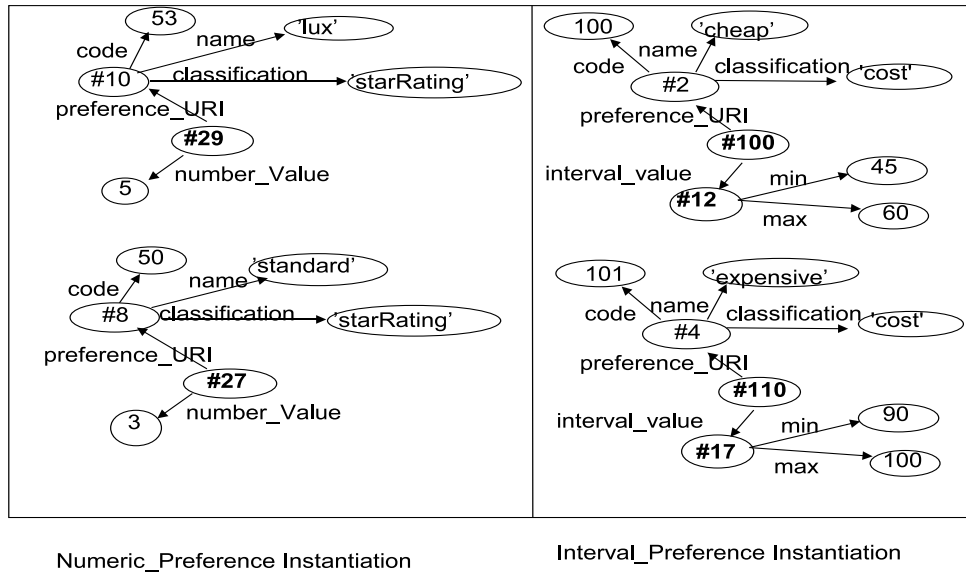 53
'lux'
name
code
#10
classification
'starRating'
preference_URI
#29
number_Value
5
50
'standard'
name
code
#8
classification
'starRating'
preference_URI
#27
number_Value
3
100
'cheap'
name
code
#2
classification
'cost'
preference_URI
#100
interval_value
min
45
#12
max
60
101
'expensive'
name
code
#4
classification
'cost'
preference_URI
#110
interval_value
min
90
#17
max
100
Numeric_Preference Instantiation
Interval_Preference Instantiation